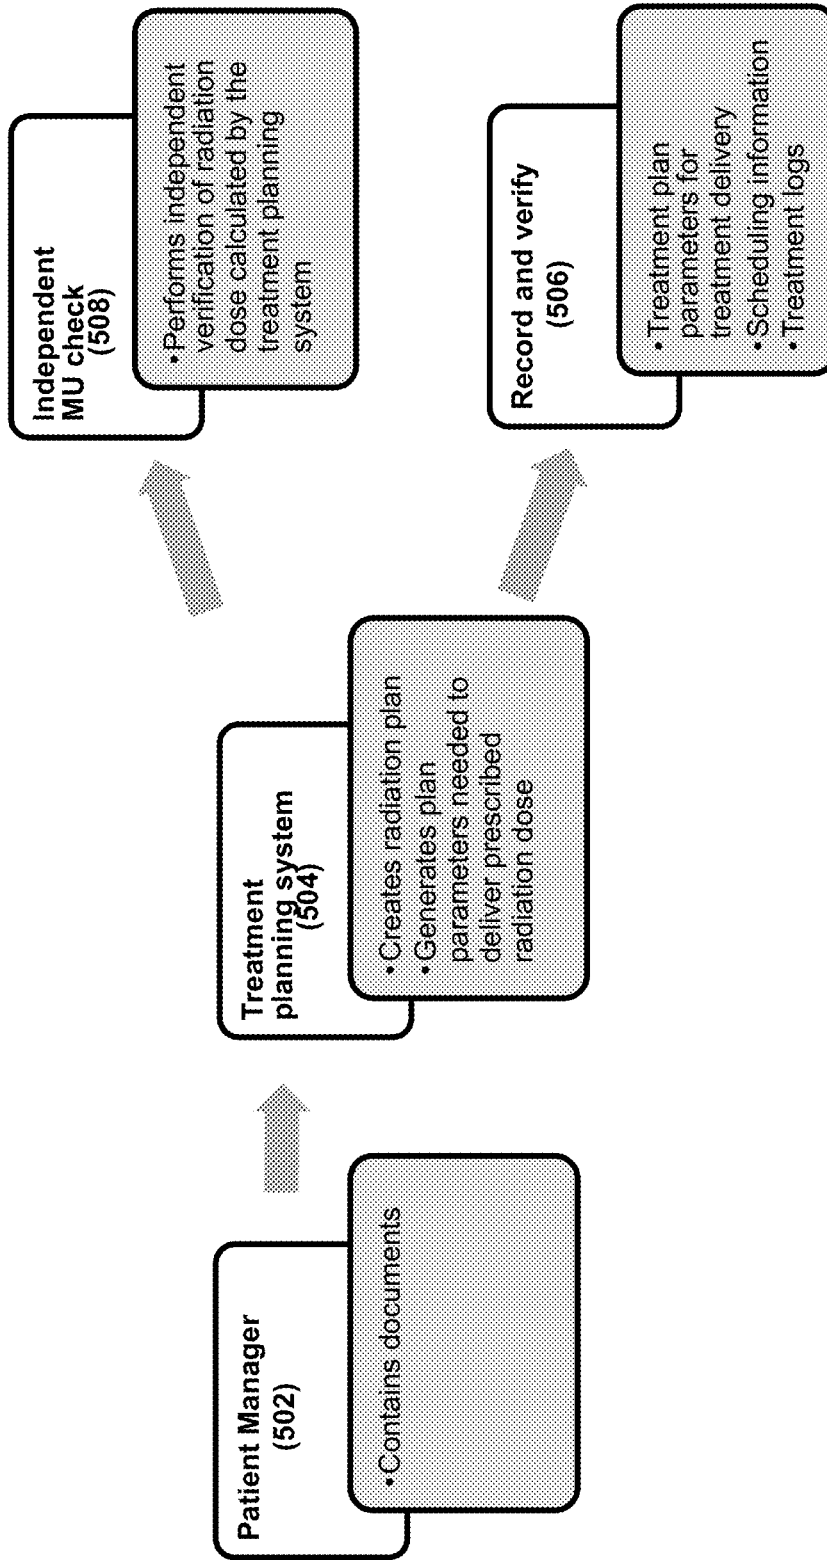 Patient Manager
(502)
•Contains documents
Treatment
planning system
(504)
•Creates radiation plan
•Generates plan
parameters needed to
deliver prescribed
radiation dose
Independent
MU check
(508)
•Performs independent
verification of radiation
dose calculated by the
treatment planning
system
Record and verify
(506)
•Treatment plan
parameters for
treatment delivery
•Scheduling information
•Treatment logs